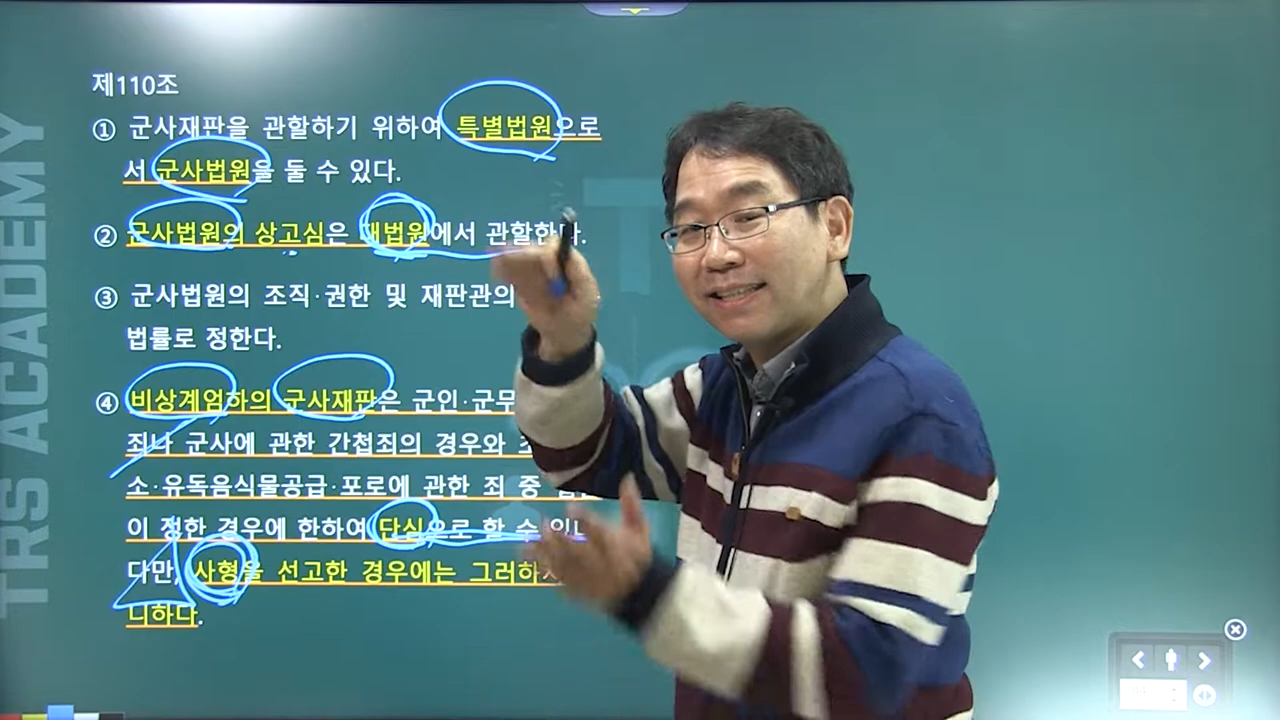 TRS ACADEMY
제110조
① 군사재판을 관할하기 위하여 특별법원으로
서 군사법원을 둘 수 있다.
② 군사법원의 상고심은 대법원에서 관할한다.
③ 군사법원의 조직·권한 및 재판관의
법률로 정한다.
④ 비상계엄하의 군사재판은 군인·군무
죄나 군사에 관한 간첩죄의 경우와
소·유독음식물공급·포로에 관한 죄 중
이 정한 경우에 한하여 단심으로 할 수
다만, 사형을 선고한 경우에는 그러하지
니하다.